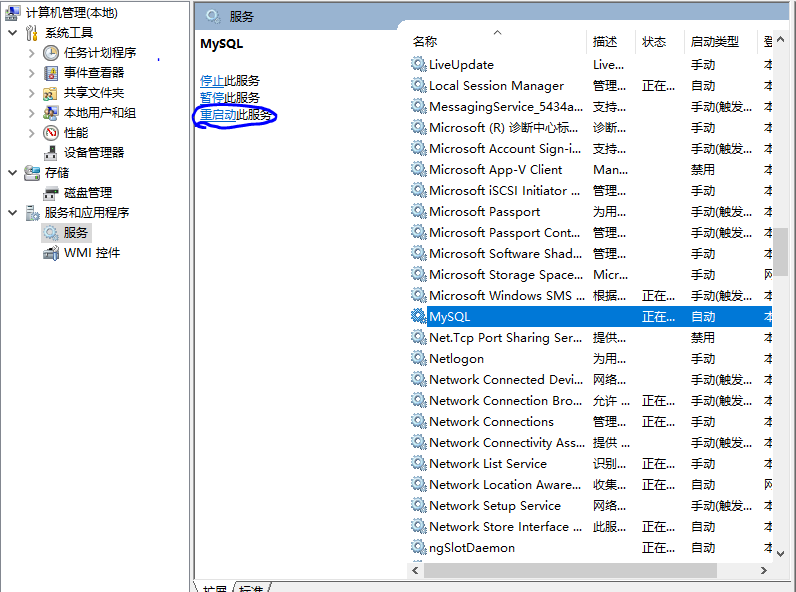 计算机管理(本地)
系统工具
任务计划程序
事件查看器
共享文件夹
本地用户和组
性能
设备管理器
存储
磁盘管理
服务和应用程序
服务
WMI 控件
服务
MySQL
停止此服务
暂停此服务
重启动此服务
名称 描述 状态 启动类型 登
LiveUpdate Live... 手动 本
Local Session Manager 管理... 正在... 自动 本
MessagingService_5434a... 支持... 手动(触发... 本
Microsoft (R) 诊断中心标... 诊断... 手动 本
Microsoft Account Sign-i... 支持... 手动(触发... 本
Microsoft App-V Client Man... 禁用 本
Microsoft iSCSI Initiator ... 管理... 手动 本
Microsoft Passport 为用... 手动(触发... 本
Microsoft Passport Cont... 管理... 手动(触发... 本
Microsoft Software Shad... 管理... 手动 本
Microsoft Storage Space... Micr... 手动 网
Microsoft Windows SMS ... 根据... 正在... 手动(触发... 本
MySQL 正在... 自动 本
Net.Tcp Port Sharing Ser... 提供... 禁用 本
Netlogon 为用... 手动 本
Network Connected Devi... 网络... 手动(触发... 本
Network Connection Bro... 允许 ... 正在... 手动(触发... 本
Network Connections 管理... 正在... 手动 本
Network Connectivity Ass... 提供 ... 手动(触发... 本
Network List Service 识别... 正在... 手动 本
Network Location Aware... 收集... 正在... 自动 网
Network Setup Service 网络... 手动(触发... 本
Network Store Interface ... 此服... 正在... 自动 本
ngSlotDaemon 正在... 自动 本
扩展 标准